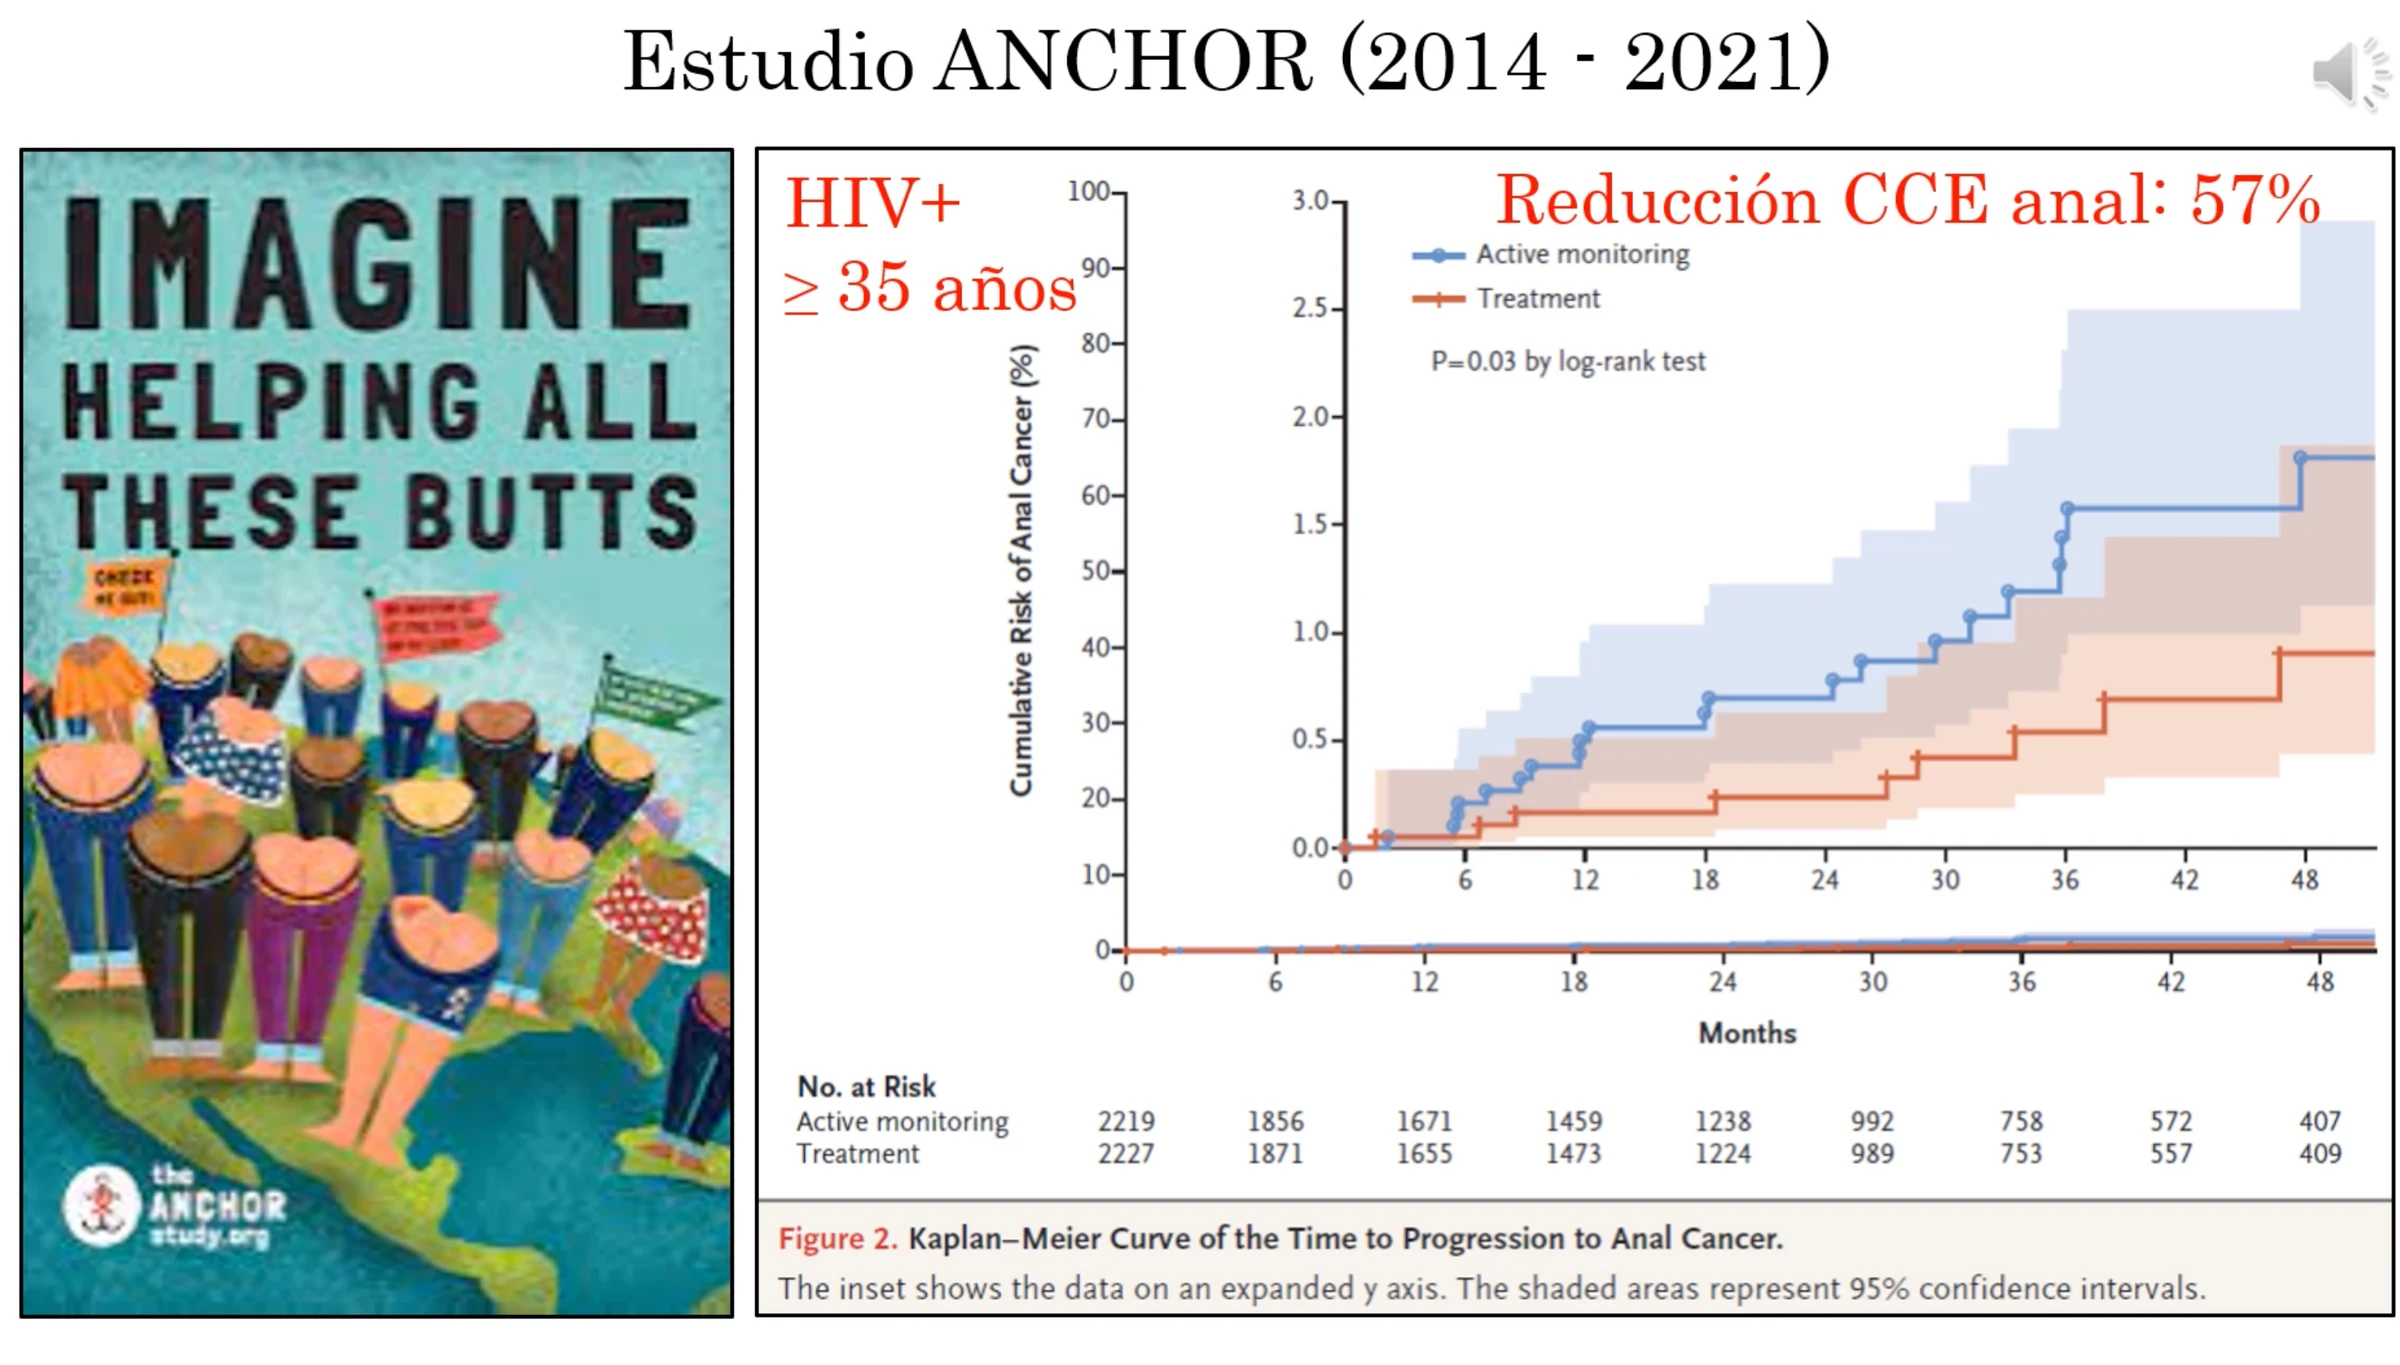 Estudio ANCHOR (2014 - 2021)
IMAGINE
HELPING ALL
THESE BUTTS
CHECK
ME OUT!
the
ANCHOR
study.org
HIV+
≥ 35 años
Reducción CCE anal: 57%
Cumulative Risk of Anal Cancer (%)
100
90
80
70
60
50
40
30
20
10
0
3.0
2.5
2.0
1.5
1.0
0.5
0.0
Active monitoring
Treatment
P=0.03 by log-rank test
0 6 12 18 24 30 36 42 48
0 6 12 18 24 30 36 42 48
Months
No. at Risk
Active monitoring 2219 1856 1671 1459 1238 992 758 572 407
Treatment 2227 1871 1655 1473 1224 989 753 557 409
Figure 2. Kaplan–Meier Curve of the Time to Progression to Anal Cancer.
The inset shows the data on an expanded y axis. The shaded areas represent 95% confidence intervals.